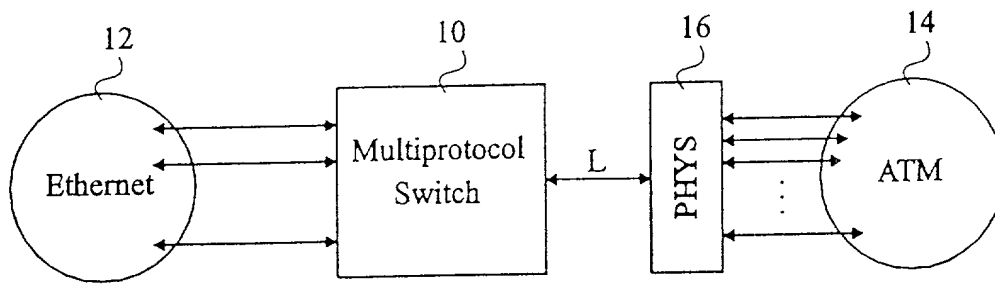 12
10
16
14
Ethernet
Multiprotocol
Switch
L
PHYS
ATM